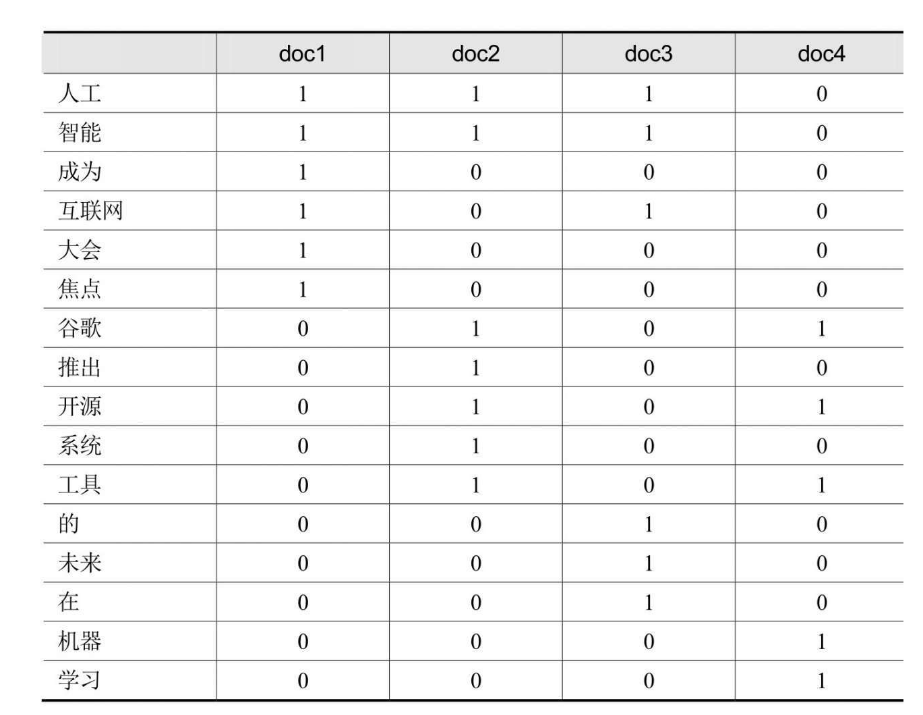 doc1 doc2 doc3 doc4
人工 1 1 1 0
智能 1 1 1 0
成为 1 0 0 0
互联网 1 0 1 0
大会 1 0 0 0
焦点 1 0 0 0
谷歌 0 1 0 1
推出 0 1 0 0
开源 0 1 0 1
系统 0 1 0 0
工具 0 1 0 1
的 0 0 1 0
未来 0 0 1 0
在 0 0 1 0
机器 0 0 0 1
学习 0 0 0 1